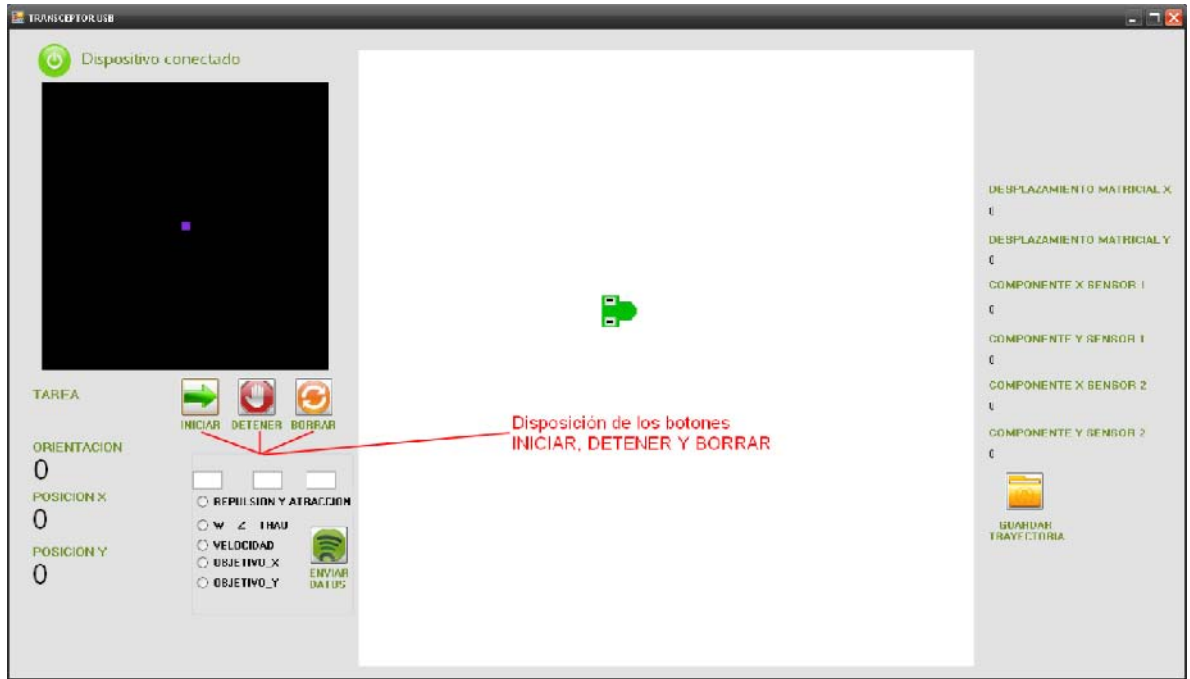 TRANSCEPTOR USB
Dispositivo conectado
TAREA
INICIAR
DETENER
BORRAR
ORIENTACION
0
POSICION X
0
POSICION Y
0
REPULSION Y ATRACCION
W Z THAU
VELOCIDAD
OBJETIVO_X
OBJETIVO_Y
ENVIAR
DATOS
Disposición de los botones
INICIAR, DETENER Y BORRAR
DESPLAZAMIENTO MATRICIAL X
0
DESPLAZAMIENTO MATRICIAL Y
0
COMPONENTE X SENSOR 1
0
COMPONENTE Y SENSOR 1
0
COMPONENTE X SENSOR 2
0
COMPONENTE Y SENSOR 2
0
GUARDAR
TRAYECTORIA